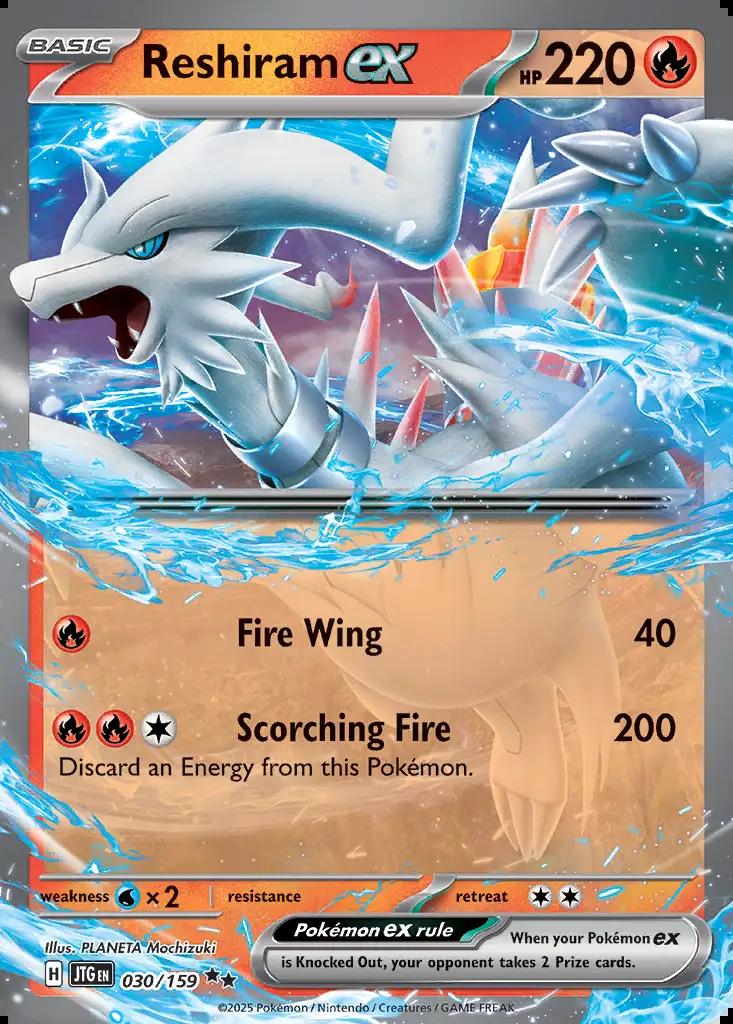 BASIC
Reshiram ex
HP 220
Fire Wing 40
Scorching Fire 200
Discard an Energy from this Pokémon.
weakness ×2 resistance retreat
Illus. PLANETA Mochizuki
Pokémon ex rule When your Pokémon ex
is Knocked Out, your opponent takes 2 Prize cards.
H JTG EN 030/159 ★★
©2025 Pokémon / Nintendo / Creatures / GAME FREAK